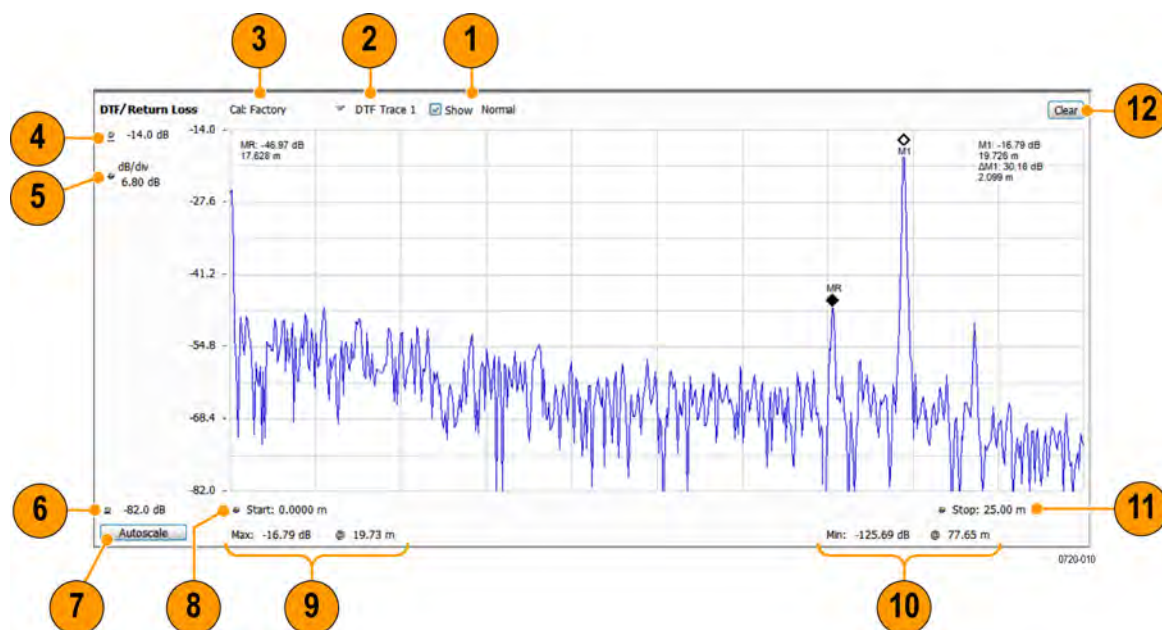 3
2
1
DTF/Return Loss
Cal: Factory
DTF Trace 1
Show
Normal
Clear
12
4
-14.0 dB
-14.0
MR: -46.97 dB
17.628 m
M1
M1: -16.79 dB
19.726 m
ΔM1: 30.18 dB
2.099 m
5
dB/div
6.80 dB
-27.6
-41.2
MR
-54.8
-68.4
-82.0
6
-82.0 dB
Start: 0.0000 m
Stop: 25.00 m
11
Autoscale
Max: -16.79 dB @ 19.73 m
Min: -125.69 dB @ 77.65 m
0720-010
7
8
9
10